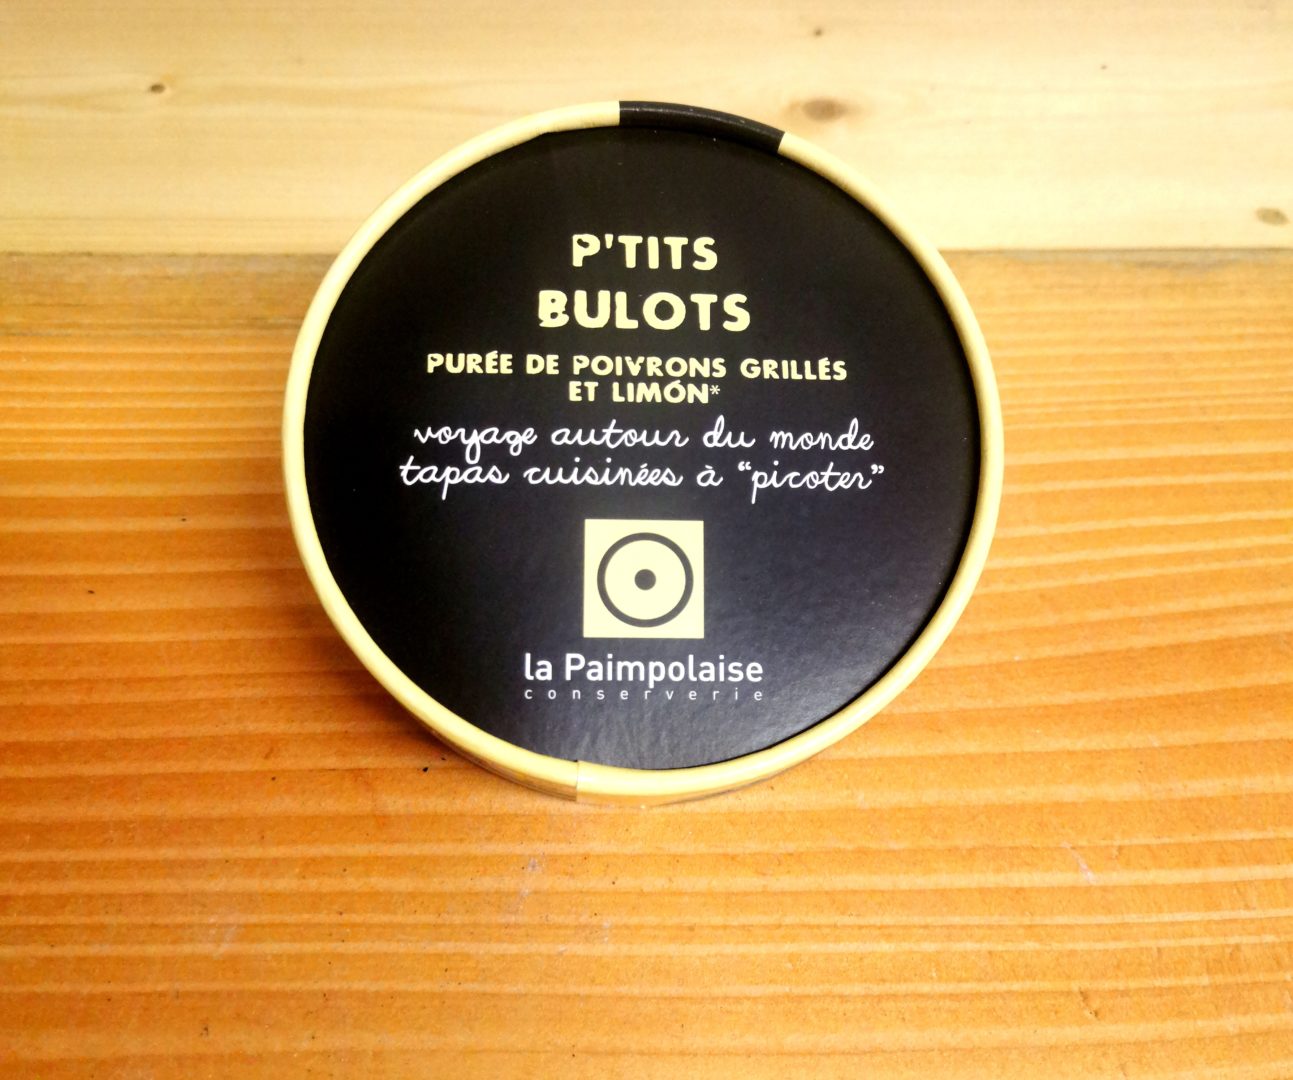 P'TITS
BULOTS
PURÉE DE POIVRONS GRILLÉS
ET LIMÓN*
voyage autour du monde
tapas cuisinées à “picoter”
la Paimpolaise
conserverie